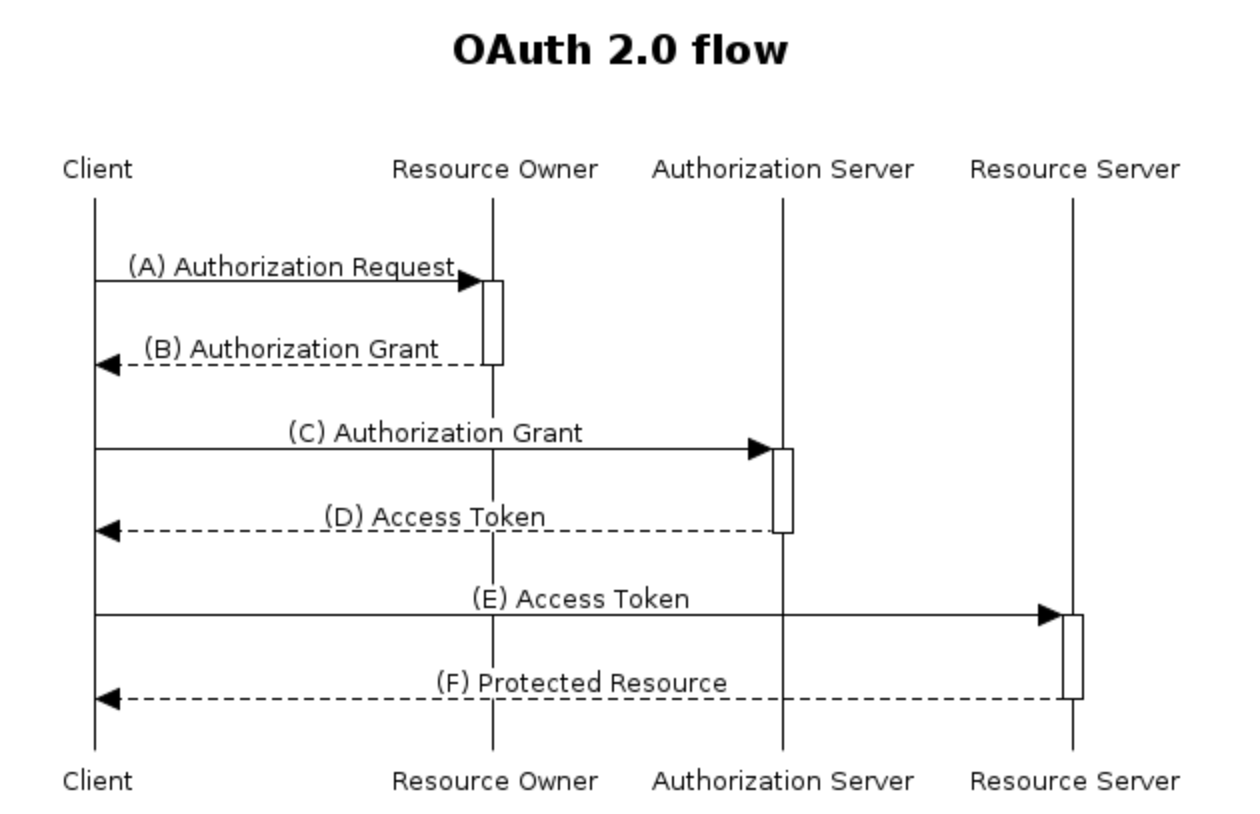 OAuth 2.0 flow
Client Resource Owner Authorization Server Resource Server
(A) Authorization Request
(B) Authorization Grant
(C) Authorization Grant
(D) Access Token
(E) Access Token
(F) Protected Resource
Client Resource Owner Authorization Server Resource Server